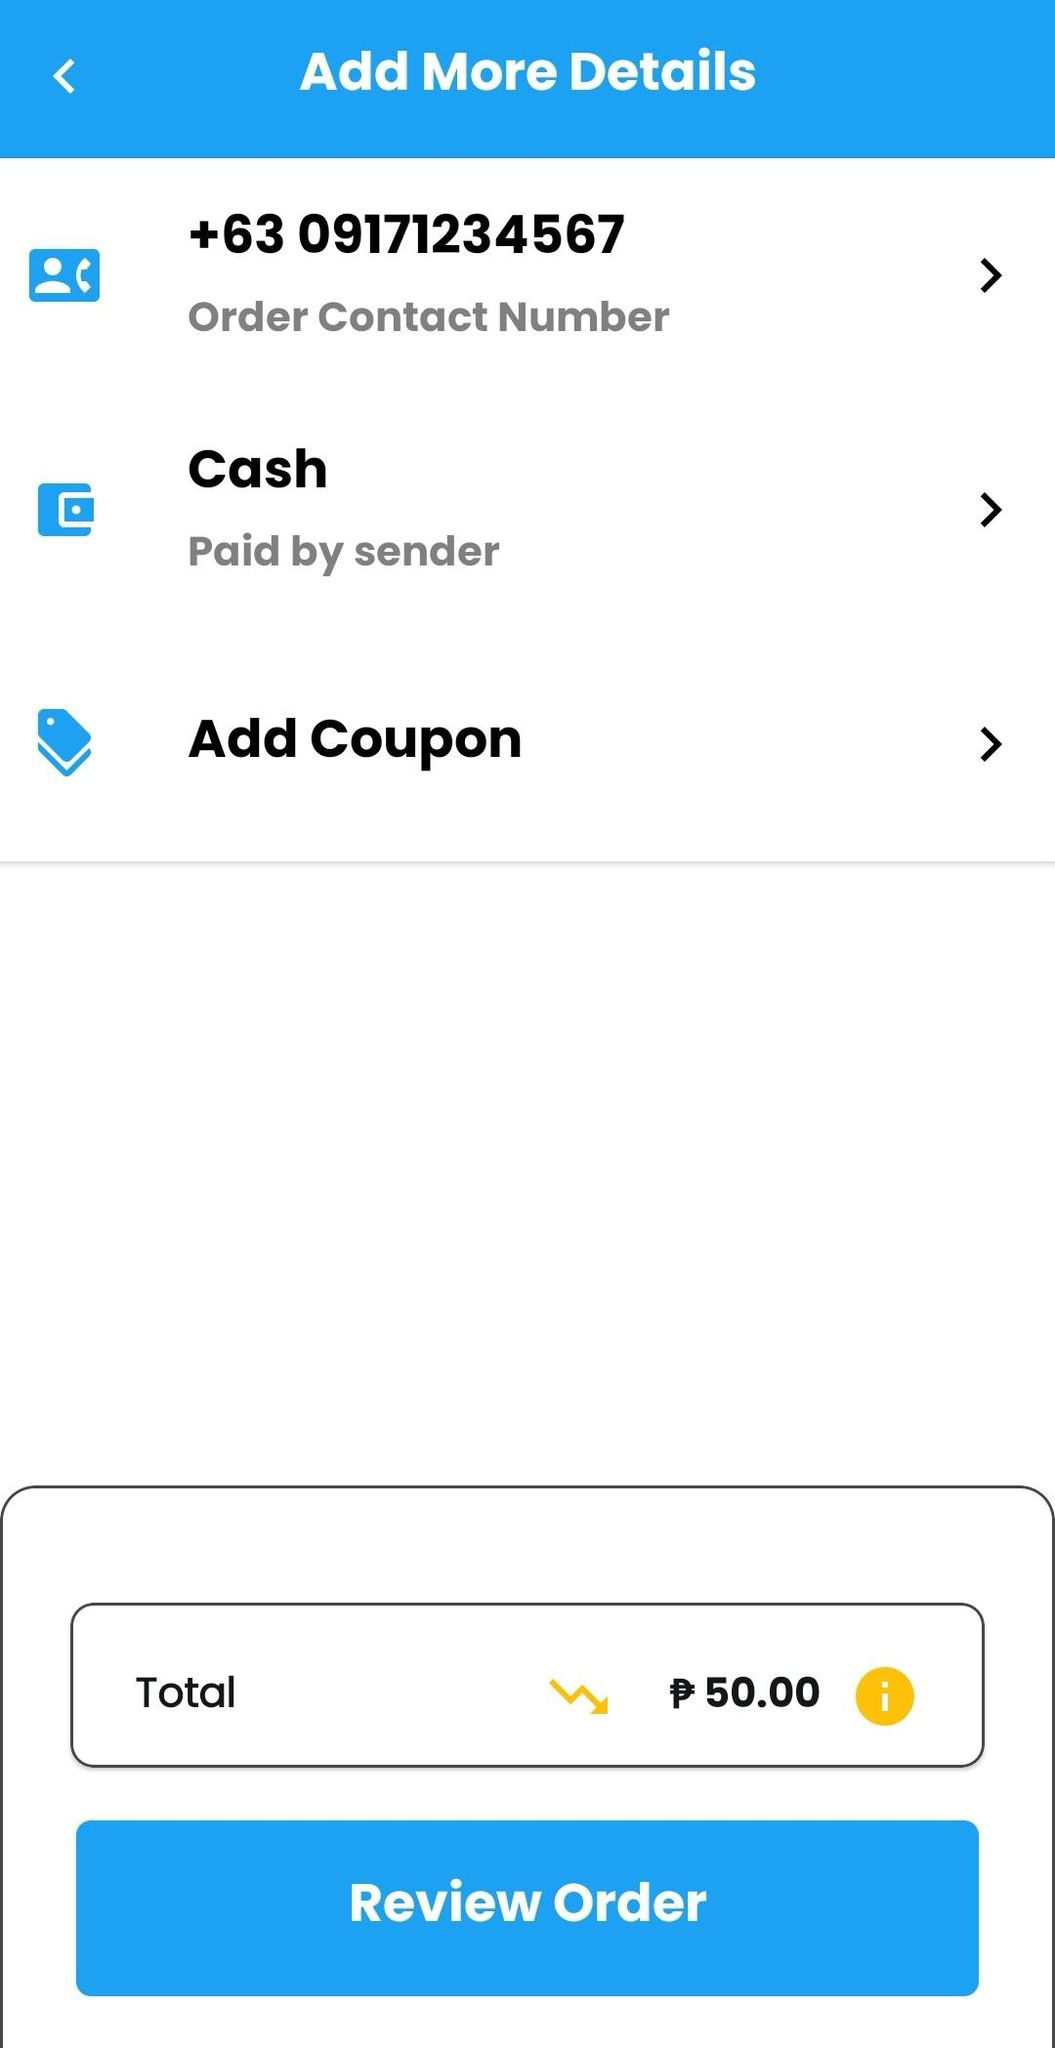 Add More Details
+63 09171234567
Order Contact Number
Cash
Paid by sender
Add Coupon
Total ₱ 50.00
Review Order